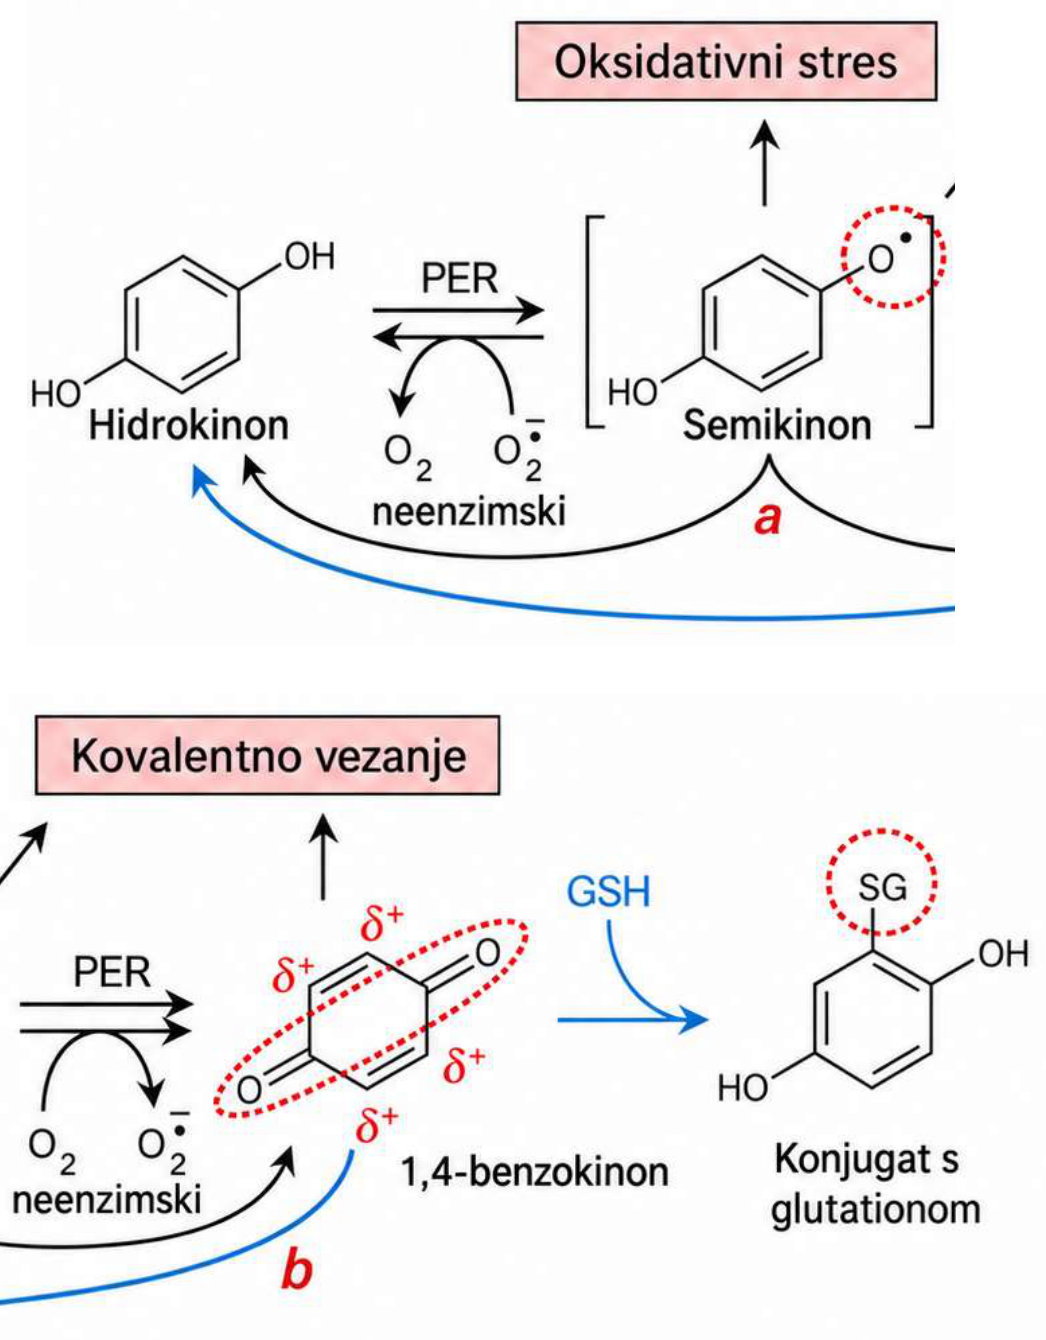 Oksidativni stres
OH
HO
Hidrokinon
PER
O2
O2•−
neenzimski
O•
HO
Semikinon
a
Kovalentno vezanje
PER
O2
O2•−
neenzimski
δ+
δ+
O
O
δ+
δ+
1,4-benzokinon
b
GSH
SG
OH
HO
Konjugat s
glutationom